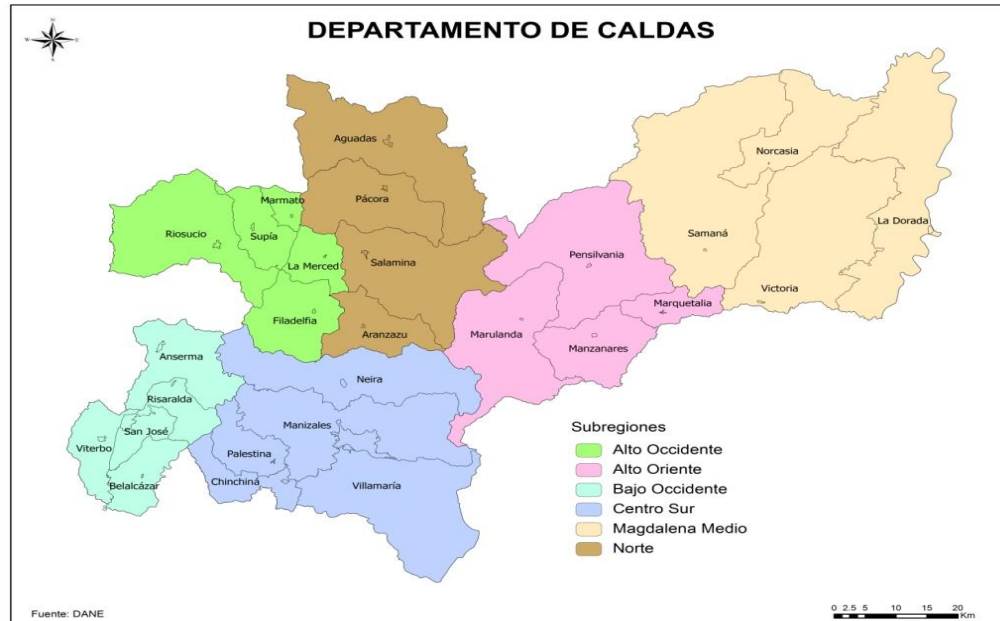 DEPARTAMENTO DE CALDAS
N
W
E
S
Aguadas
Norcasia
Pácora
Marmato
Riosucio
Supía
La Dorada
Samaná
La Merced
Salamina
Pensilvania
Victoria
Marquetalia
Filadelfia
Aranzazu
Marulanda
Manzanares
Anserma
Neira
Risaralda
San José
Manizales
Viterbo
Palestina
Belalcázar
Chinchiná
Villamaría
Subregiones
Alto Occidente
Alto Oriente
Bajo Occidente
Centro Sur
Magdalena Medio
Norte
Fuente: DANE
0 2.5 5 10 15 20
Km